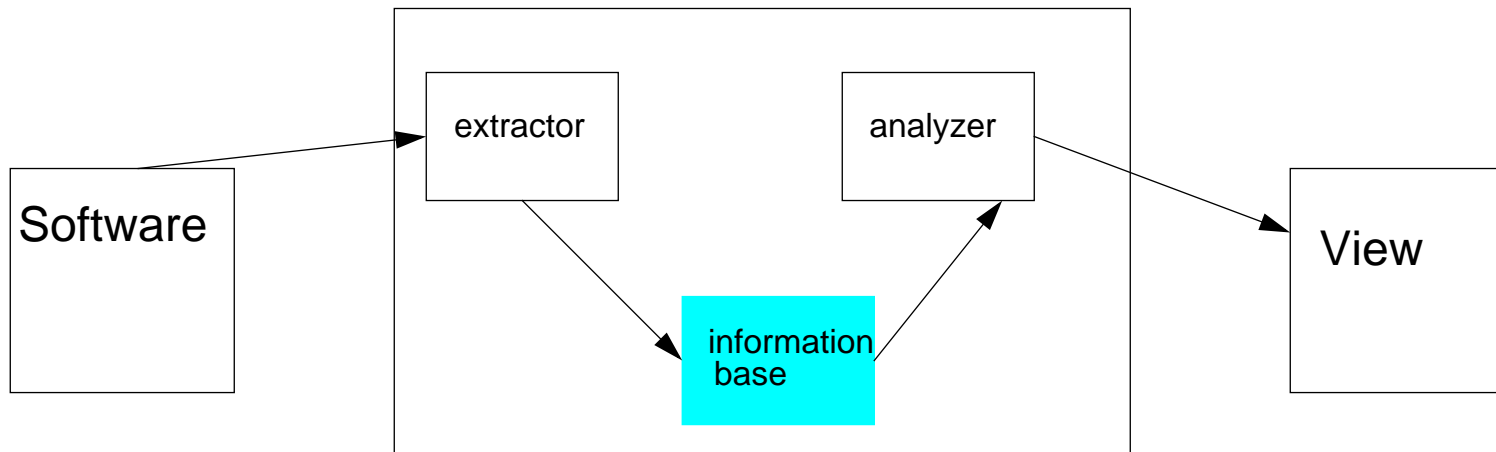 Software
extractor
information
base
analyzer
View